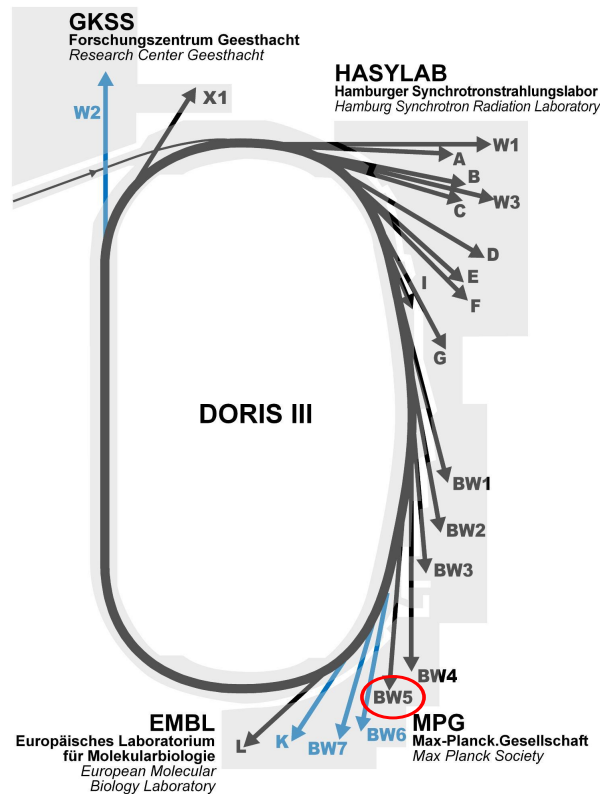 GKSS
Forschungszentrum Geesthacht
Research Center Geesthacht
X1
W2
HASYLAB
Hamburger Synchrotronstrahlungslabor
Hamburg Synchrotron Radiation Laboratory
W1
A
B
W3
C
D
E
I
F
G
DORIS III
BW1
BW2
BW3
BW4
BW5
BW6
BW7
K
L
EMBL
Europäisches Laboratorium
für Molekularbiologie
European Molecular
Biology Laboratory
MPG
Max-Planck.Gesellschaft
Max Planck Society